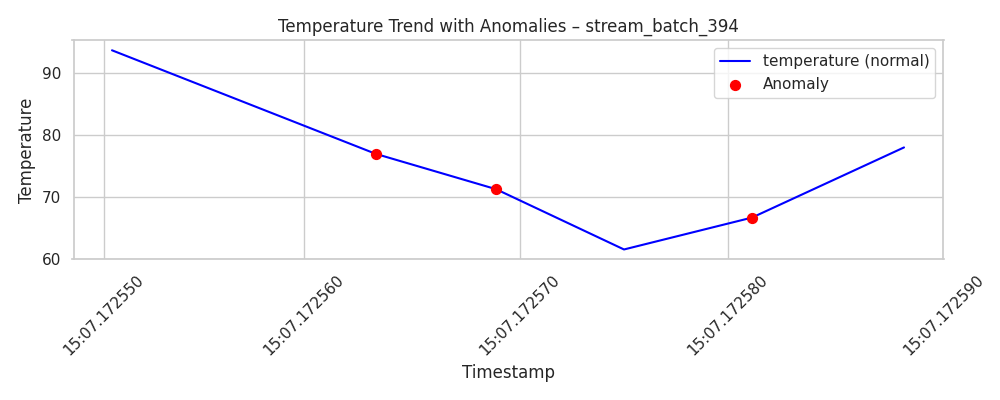 Temperature Trend with Anomalies – stream_batch_394
temperature (normal)
Anomaly
Temperature
90
80
70
60
15:07.172550
15:07.172560
15:07.172570
15:07.172580
15:07.172590
Timestamp